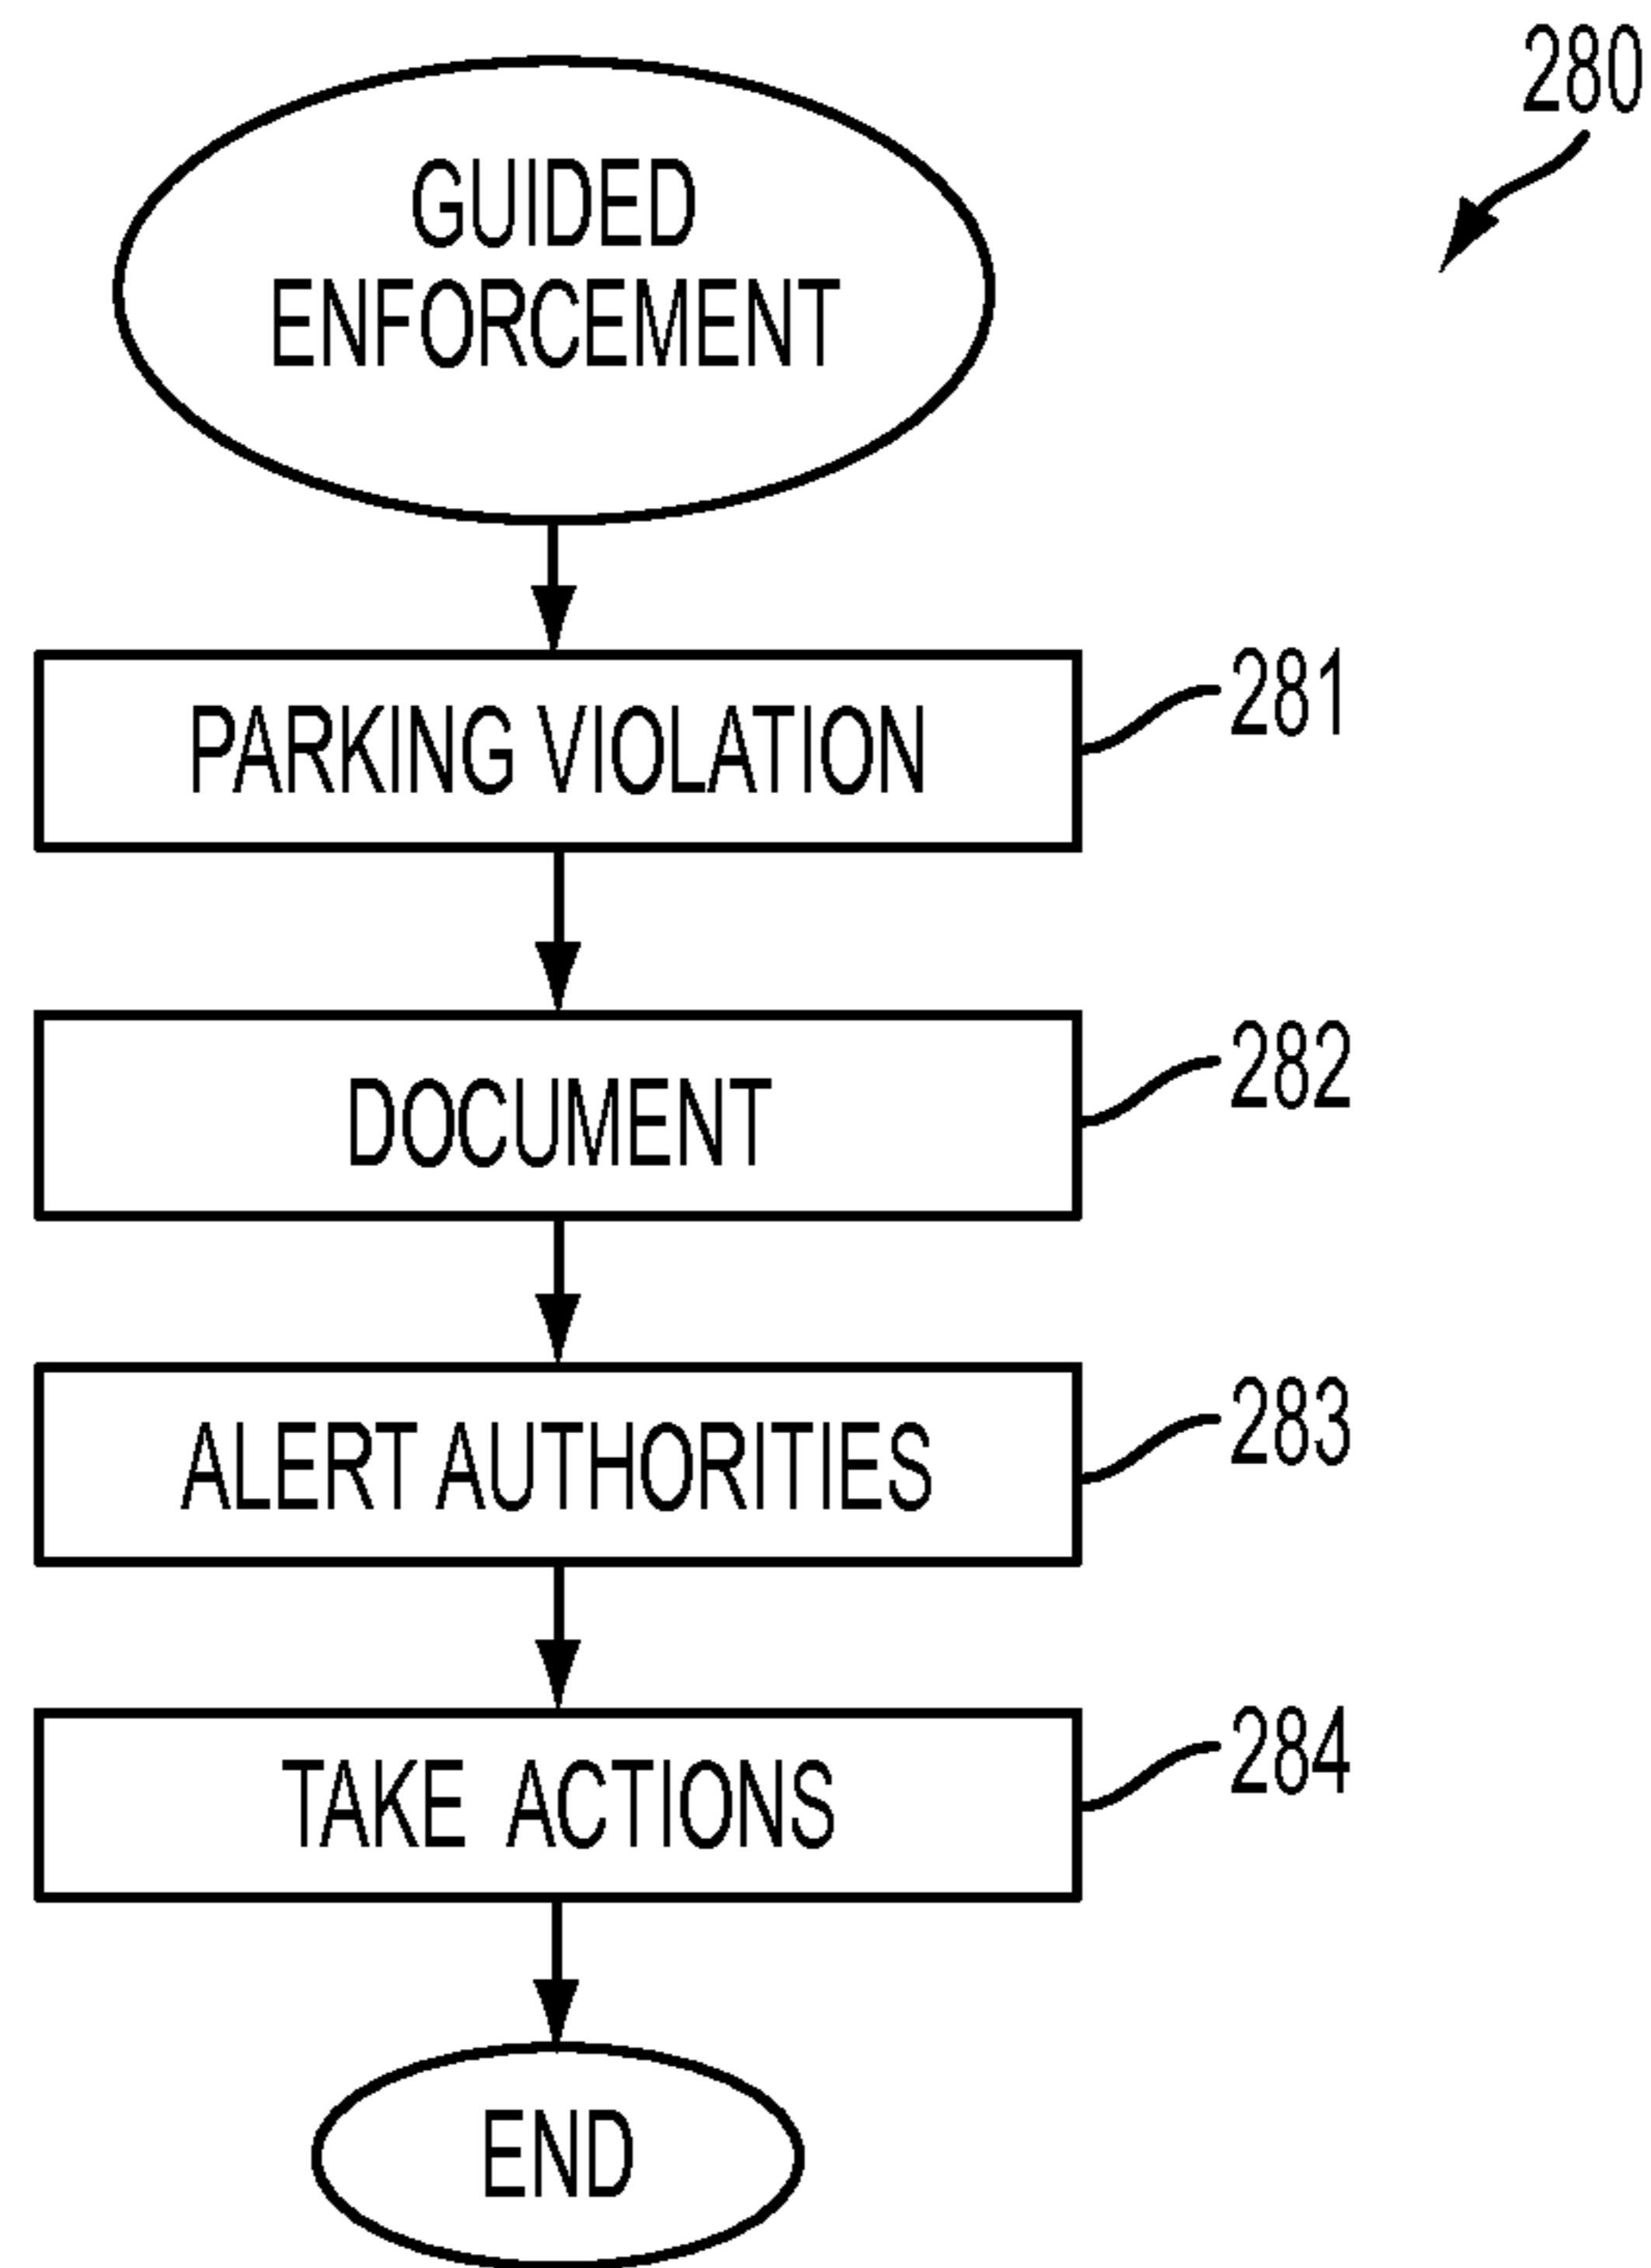 280
GUIDED
ENFORCEMENT
PARKING VIOLATION
281
DOCUMENT
282
ALERT AUTHORITIES
283
TAKE ACTIONS
284
END